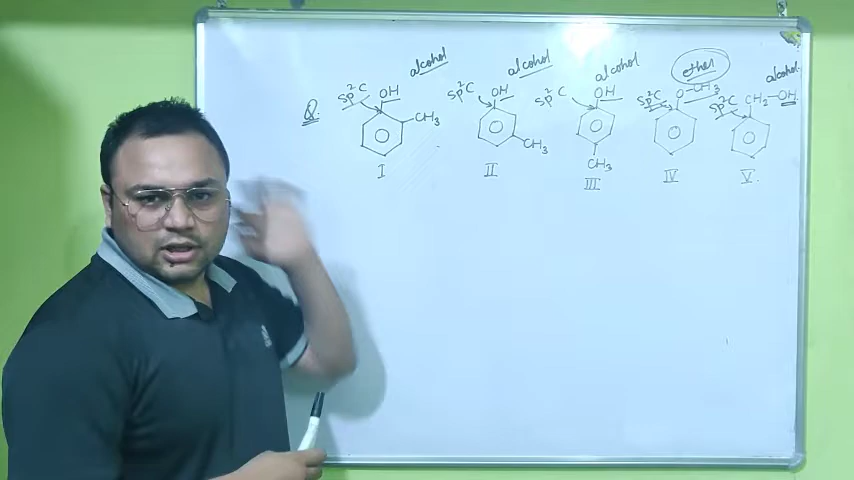 Q.
alcohol
sp²C
OH
CH₃
I
alcohol
sp²C
OH
CH₃
II
alcohol
sp²C
OH
CH₃
III
ether
sp²C
O-CH₃
IV
alcohol
sp²C
CH₂-OH
V.